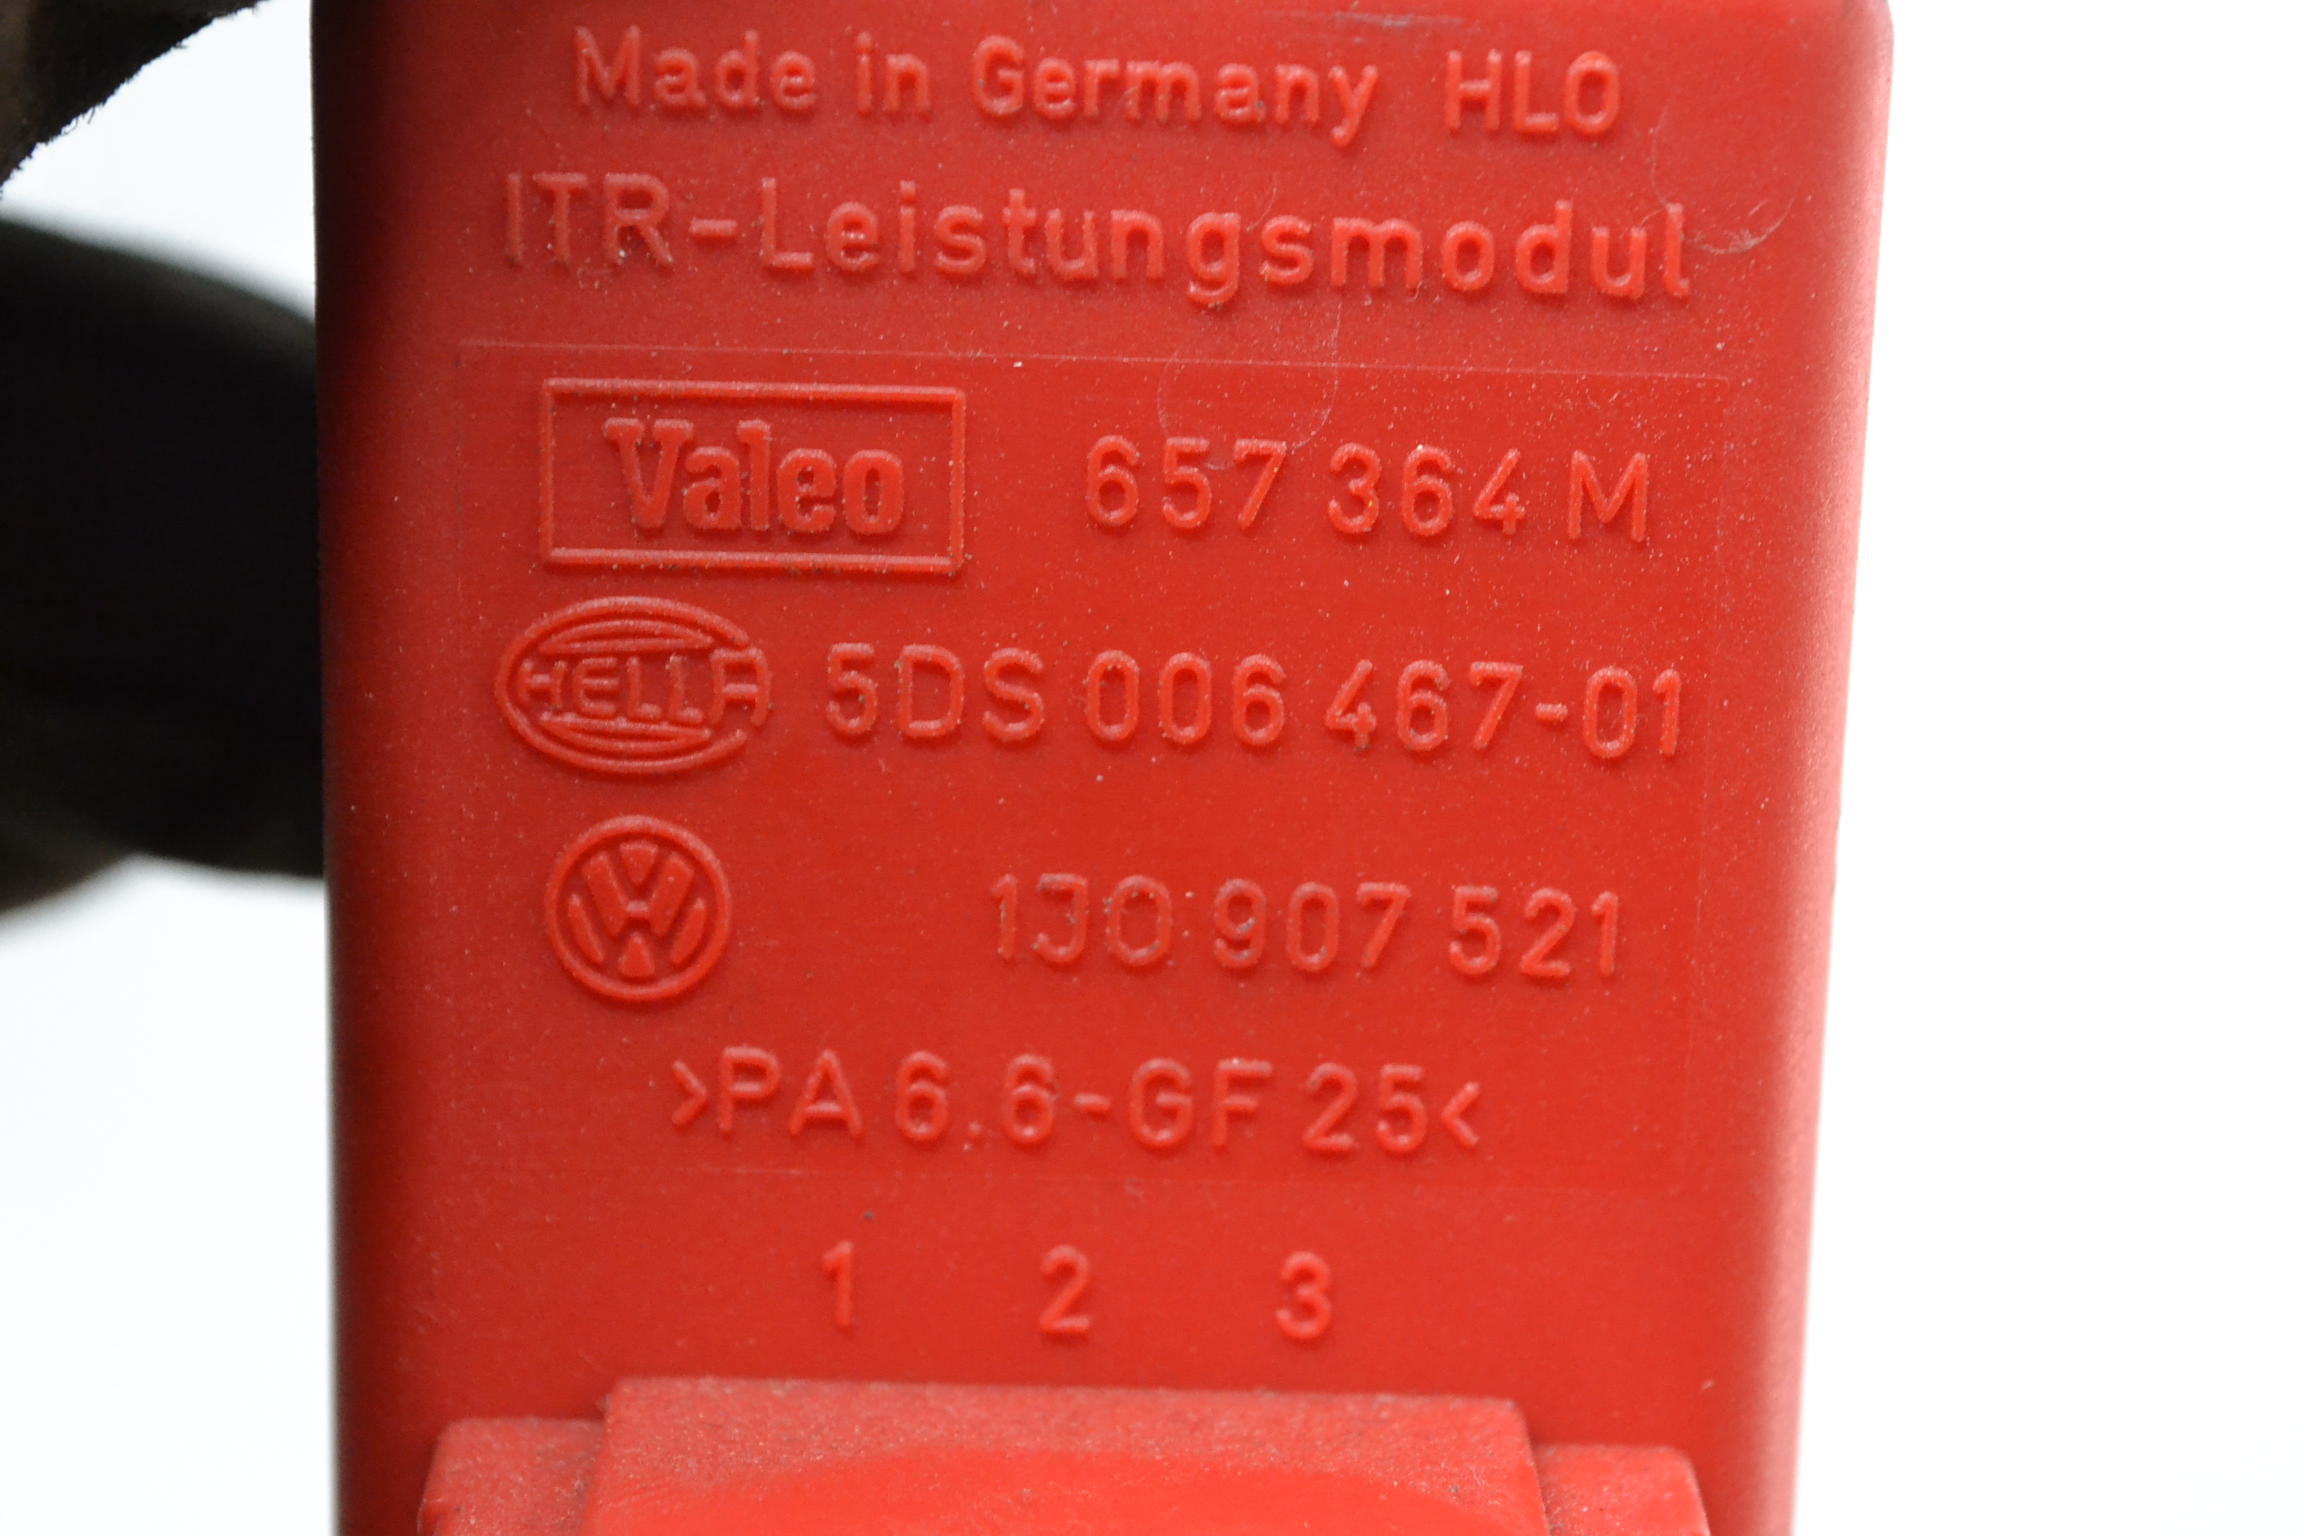 Made in Germany HLO
ITR-Leistungsmodul
Valeo 657 364 M
HELLA 5DS 006 467-01
VW 1J0 907 521
>PA 6.6-GF 25<
1 2 3